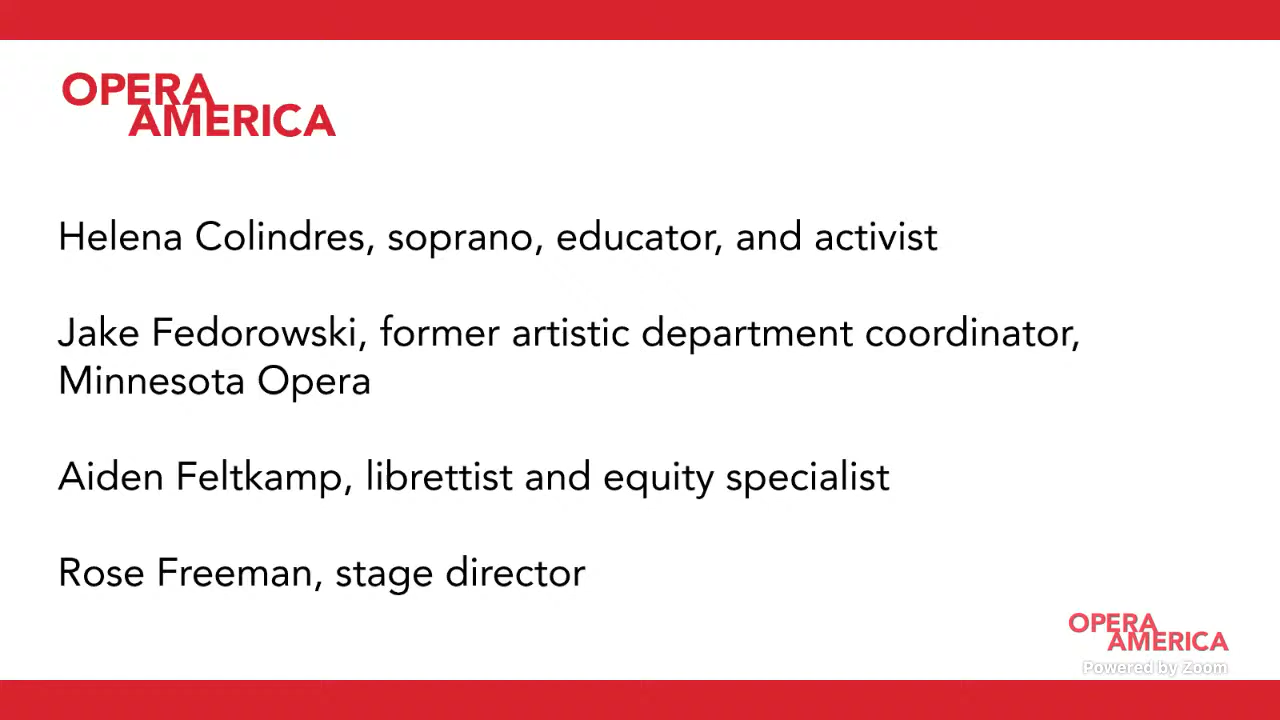 OPERA
AMERICA
Helena Colindres, soprano, educator, and activist
Jake Fedorowski, former artistic department coordinator,
Minnesota Opera
Aiden Feltkamp, librettist and equity specialist
Rose Freeman, stage director
OPERA
AMERICA
Powered by Zoom